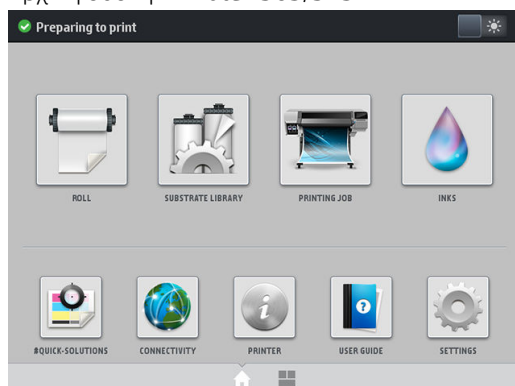 Preparing to print
ROLL
SUBSTRATE LIBRARY
PRINTING JOB
INKS
#QUICK-SOLUTIONS
CONNECTIVITY
PRINTER
USER GUIDE
SETTINGS